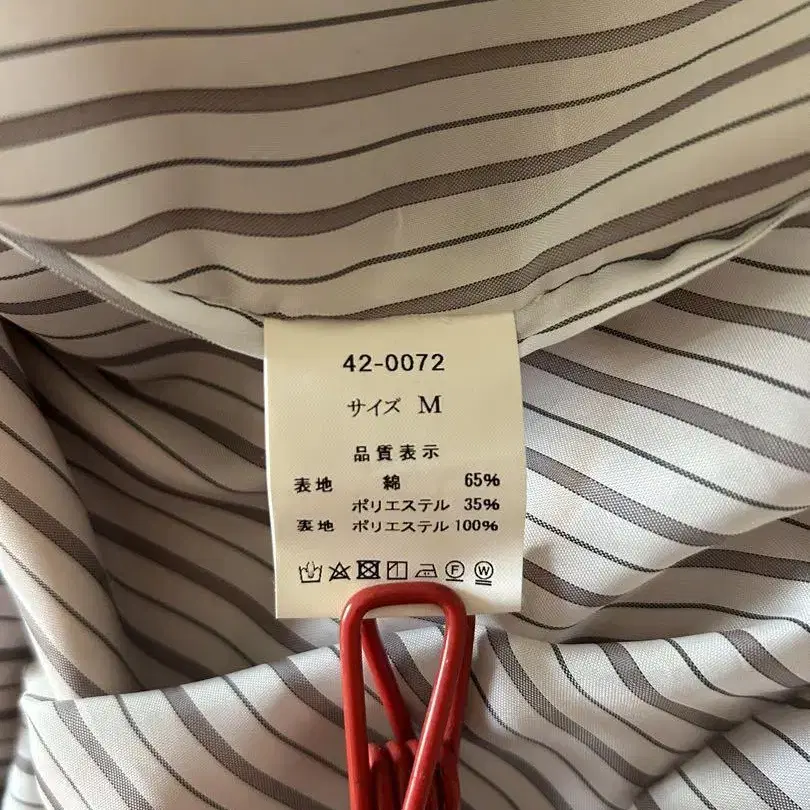 42-0072
サイズ M
品質表示
表地 綿 65%
ポリエステル 35%
裏地 ポリエステル 100%
F W